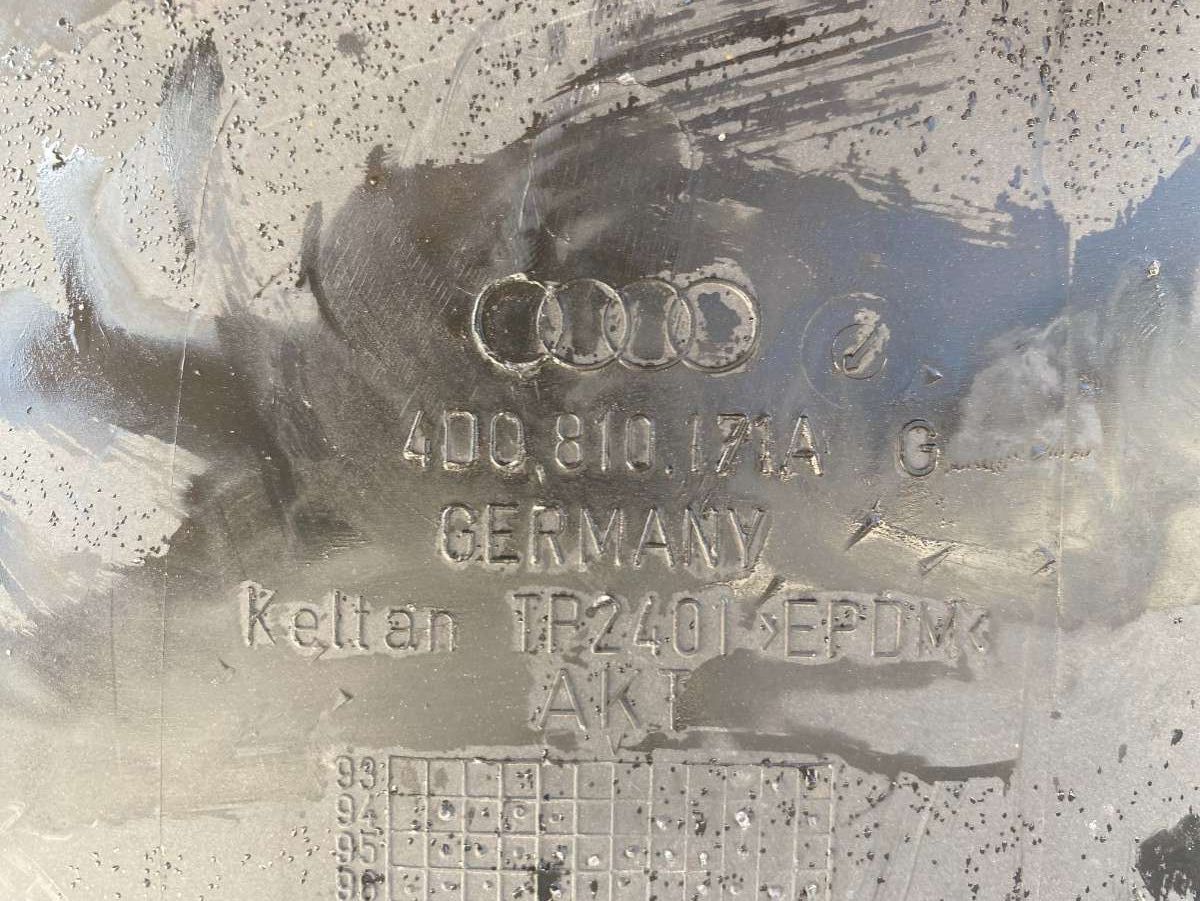 4D0.810.171A G
GERMANY
Keltan TP2401 >EPDM<
AKT
93
94
95
96